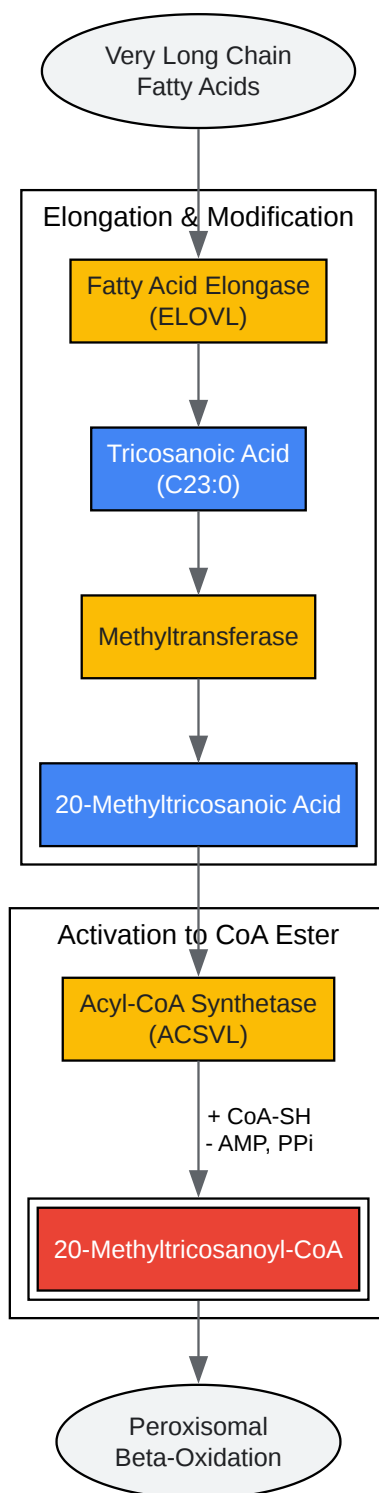 Very Long Chain
Fatty Acids
Elongation & Modification
Fatty Acid Elongase
(ELOVL)
Tricosanoic Acid
(C23:0)
Methyltransferase
20-Methyltricosanoic Acid
Activation to CoA Ester
Acyl-CoA Synthetase
(ACSVL)
+ CoA-SH
- AMP, PPi
20-Methyltricosanoyl-CoA
Peroxisomal
Beta-Oxidation